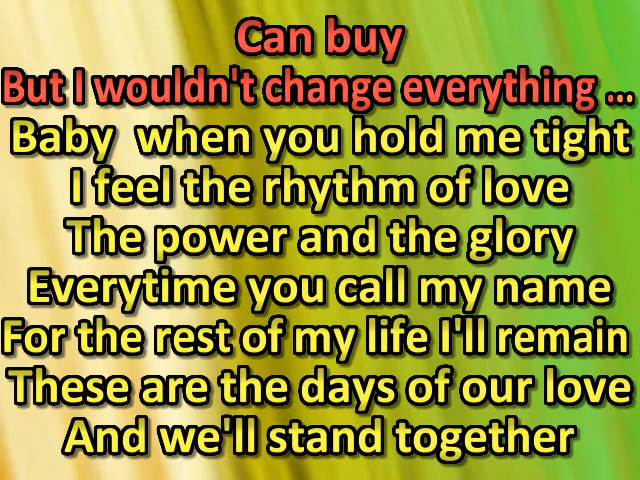 Can buy
But I wouldn't change everything ...
Baby  when you hold me tight
I feel the rhythm of love
The power and the glory
Everytime you call my name
For the rest of my life I'll remain
These are the days of our love
And we'll stand together